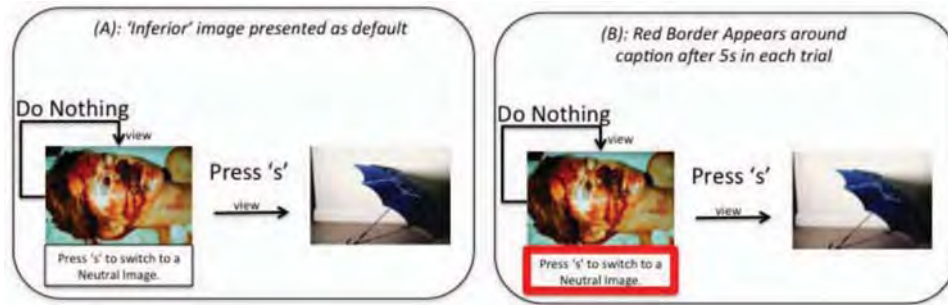 (A): 'Inferior' image presented as default
Do Nothing
view
Press 's'
view
Press 's' to switch to a
Neutral Image.
(B): Red Border Appears around
caption after 5s in each trial
Do Nothing
view
Press 's'
view
Press 's' to switch to a
Neutral Image.